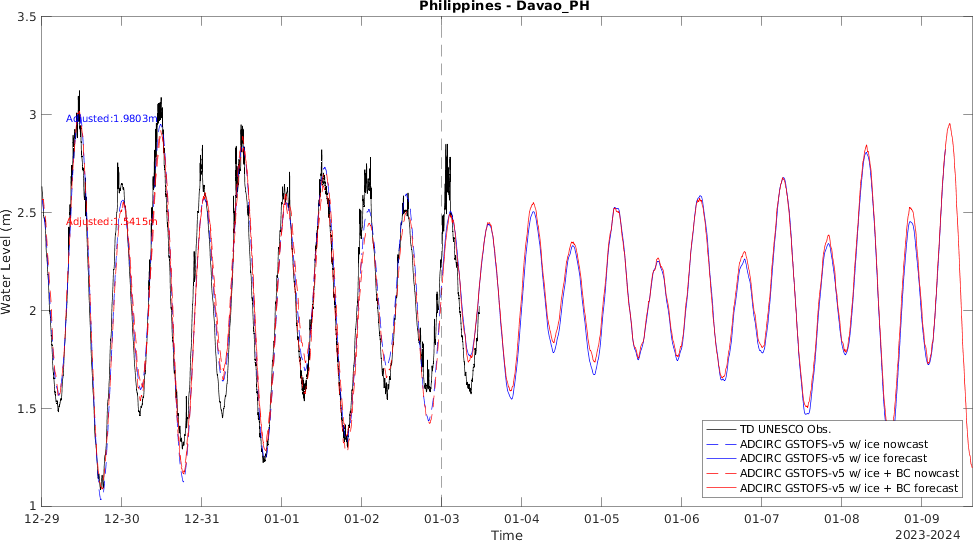 Philippines - Davao_PH
3.5
3
2.5
2
1.5
1
Water Level (m)
Adjusted:1.9803m
Adjusted:1.5415m
TD UNESCO Obs.
ADCIRC GSTOFS-v5 w/ ice nowcast
ADCIRC GSTOFS-v5 w/ ice forecast
ADCIRC GSTOFS-v5 w/ ice + BC nowcast
ADCIRC GSTOFS-v5 w/ ice + BC forecast
12-29 12-30 12-31 01-01 01-02 01-03 01-04 01-05 01-06 01-07 01-08 01-09
Time
2023-2024